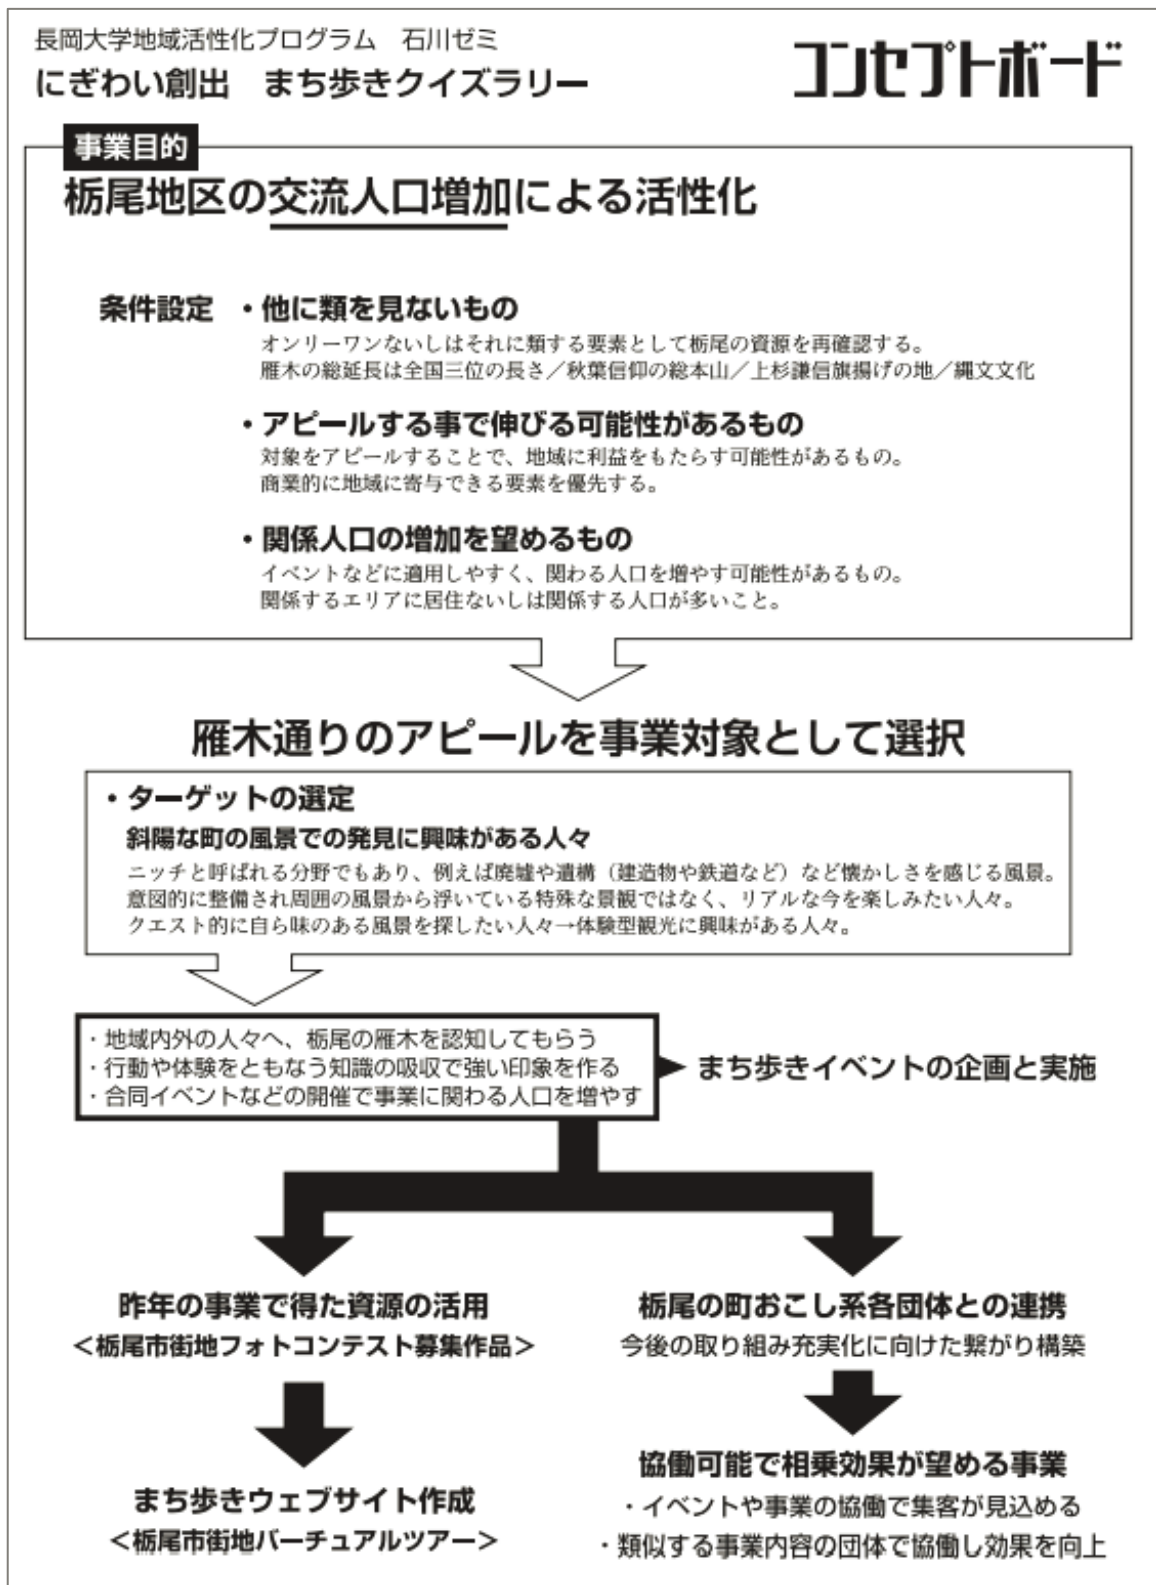 長岡大学地域活性化プログラム　石川ゼミ
にぎわい創出　まち歩きクイズラリー
コンセプトボード
事業目的
栃尾地区の交流人口増加による活性化
条件設定
・他に類を見ないもの
オンリーワンないしはそれに類する要素として栃尾の資源を再確認する。
雁木の総延長は全国三位の長さ／秋葉信仰の総本山／上杉謙信旗揚げの地／縄文文化
・アピールする事で伸びる可能性があるもの
対象をアピールすることで、地域に利益をもたらす可能性があるもの。
商業的に地域に寄与できる要素を優先する。
・関係人口の増加を望めるもの
イベントなどに適用しやすく、関わる人口を増やす可能性があるもの。
関係するエリアに居住ないしは関係する人口が多いこと。
雁木通りのアピールを事業対象として選択
・ターゲットの選定
斜陽な町の風景での発見に興味がある人々
ニッチと呼ばれる分野でもあり、例えば廃墟や遺構（建造物や鉄道など）など懐かしさを感じる風景。
意図的に整備され周囲の風景から浮いている特殊な景観ではなく、リアルな今を楽しみたい人々。
クエスト的に自ら味のある風景を探したい人々→体験型観光に興味がある人々。
・地域内外の人々へ、栃尾の雁木を認知してもらう
・行動や体験をともなう知識の吸収で強い印象を作る
・合同イベントなどの開催で事業に関わる人口を増やす
まち歩きイベントの企画と実施
昨年の事業で得た資源の活用
＜栃尾市街地フォトコンテスト募集作品＞
まち歩きウェブサイト作成
＜栃尾市街地バーチュアルツアー＞
栃尾の町おこし系各団体との連携
今後の取り組み充実化に向けた繋がり構築
協働可能で相乗効果が望める事業
・イベントや事業の協働で集客が見込める
・類似する事業内容の団体で協働し効果を向上